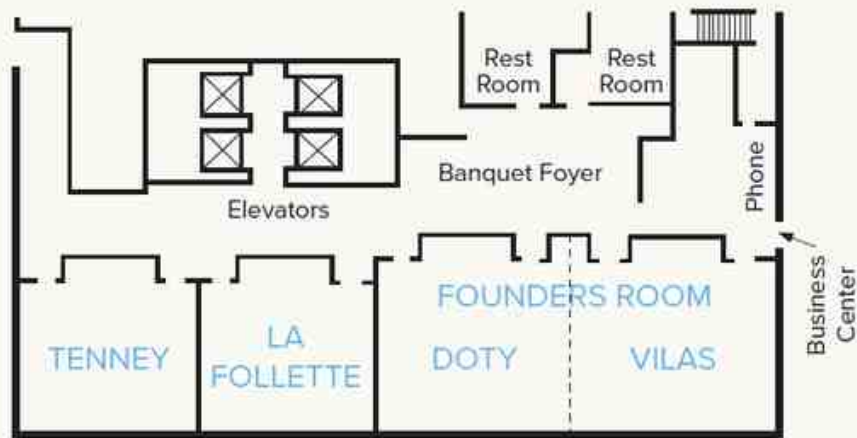 Rest
Room
Rest
Room
Banquet Foyer
Phone
Elevators
Business
Center
FOUNDERS ROOM
TENNEY
LA
FOLLETTE
DOTY
VILAS